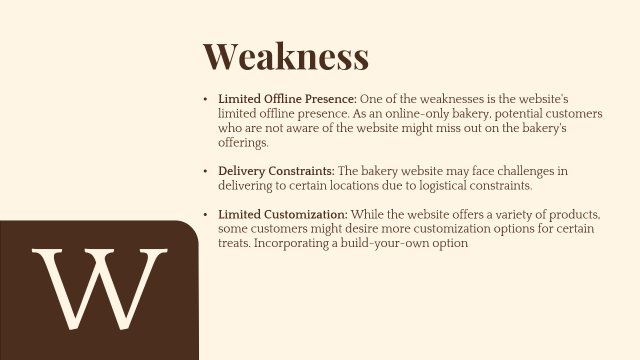 Weakness
• Limited Offline Presence: One of the weaknesses is the website's
limited offline presence. As an online-only bakery, potential customers
who are not aware of the website might miss out on the bakery's
offerings.
• Delivery Constraints: The bakery website may face challenges in
delivering to certain locations due to logistical constraints.
• Limited Customization: While the website offers a variety of products,
some customers might desire more customization options for certain
treats. Incorporating a build-your-own option
W